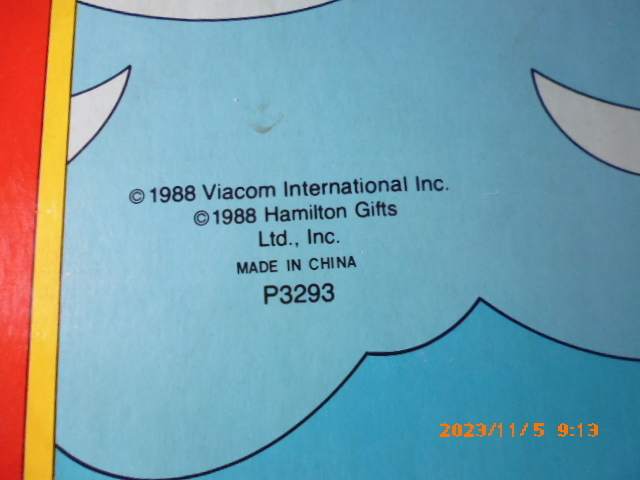 ©1988 Viacom International Inc.
©1988 Hamilton Gifts
Ltd., Inc.
MADE IN CHINA
P3293
2023/11/5 9:13